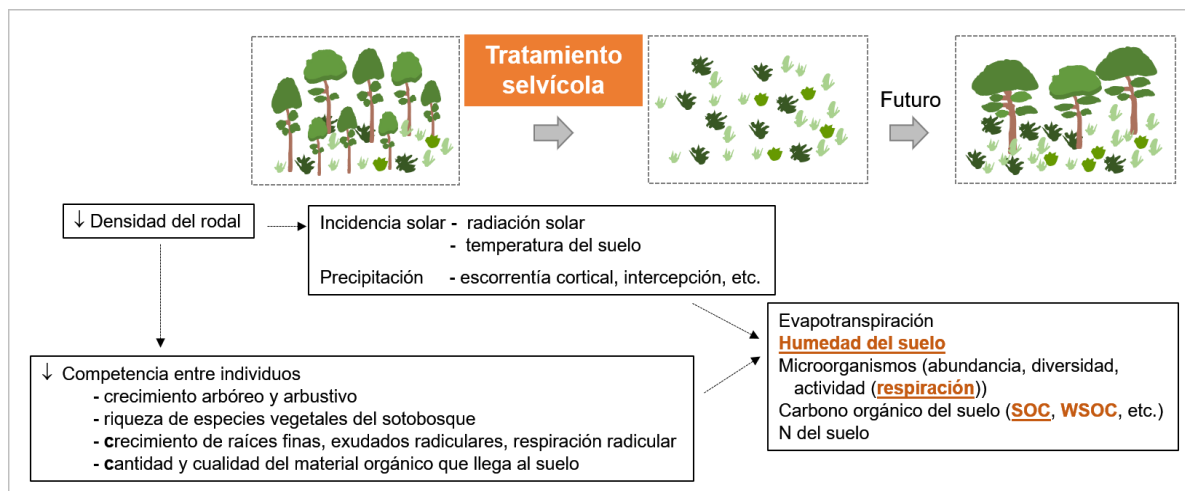 Tratamiento
selvícola
Futuro
↓ Densidad del rodal
Incidencia solar - radiación solar
- temperatura del suelo
Precipitación - escorrentía cortical, intercepción, etc.
↓ Competencia entre individuos
- crecimiento arbóreo y arbustivo
- riqueza de especies vegetales del sotobosque
- crecimiento de raíces finas, exudados radiculares, respiración radicular
- cantidad y cualidad del material orgánico que llega al suelo
Evapotranspiración
Humedad del suelo
Microorganismos (abundancia, diversidad,
actividad (respiración))
Carbono orgánico del suelo (SOC, WSOC, etc.)
N del suelo